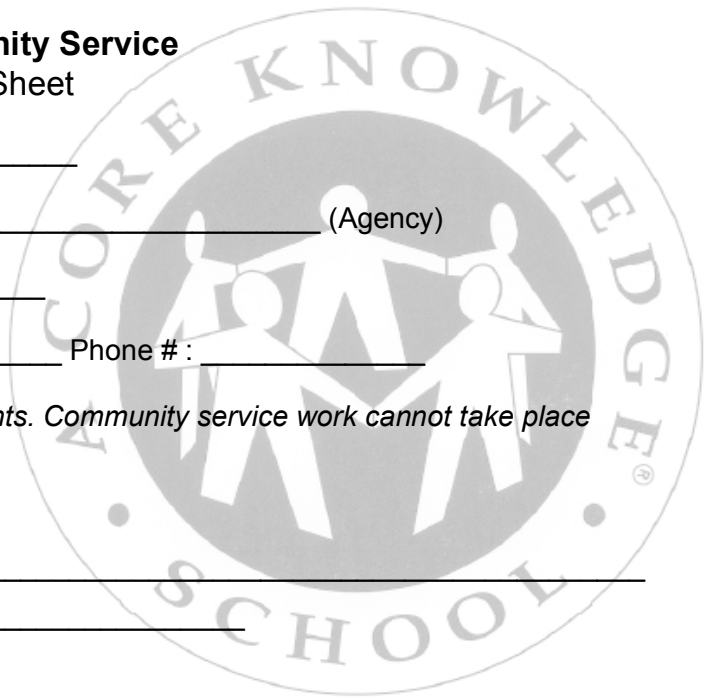 nity Service
Sheet
(Agency)
Phone # :
nts. Community service work cannot take place
A CORE KNOWLEDGE® • SCHOOL •